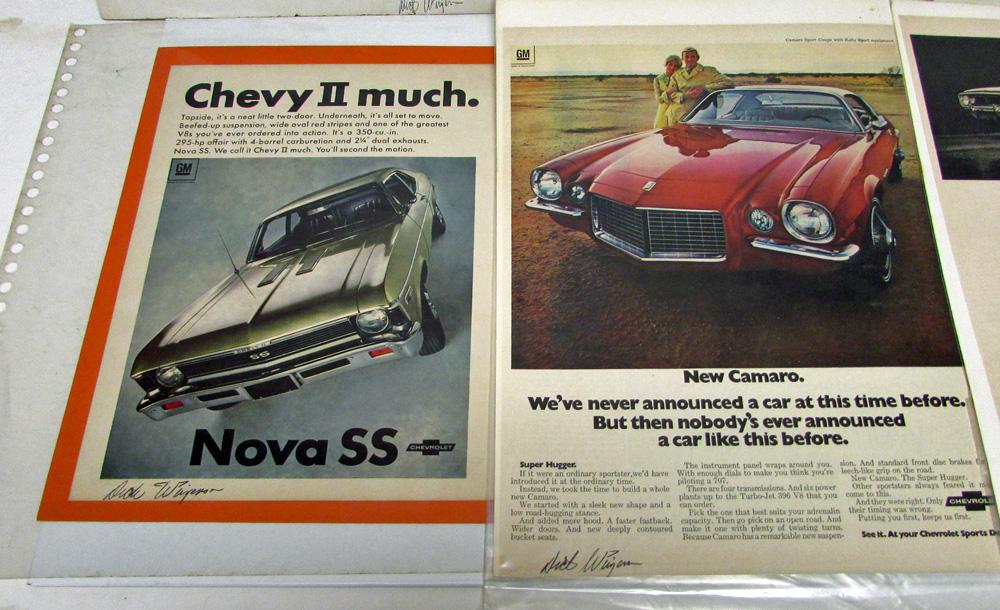 Chevy II much.
Topside, it's a neat little two-door. Underneath, it's all set to move.
Beefed-up suspension, wide oval red stripes and one of the greatest
V8s you've ever ordered into action. It's a 350-cu.-in.
295-hp affair with 4-barrel carburetion and 2¼" dual exhausts.
Nova SS. We call it Chevy II much. You'll second the motion.
GM
CHEVROLET
SS
Nova SS
CHEVROLET
Camaro Sport Coupe with Rally Sport equipment
GM
New Camaro.
We've never announced a car at this time before.
But then nobody's ever announced
a car like this before.
Super Hugger.
If it were an ordinary sportster, we'd have
introduced it at the ordinary time.
Instead, we took the time to build a whole
new Camaro.
We started with a sleek new shape and a
low road-hugging stance.
And added more hood. A faster fastback.
Wider doors. And new deeply contoured
bucket seats.
The instrument panel wraps around you.
With enough dials to make you think you're
piloting a 707.
There are four transmissions. And six power
plants up to the Turbo-Jet 396 V8 that you
can order.
Pick the one that best suits your adrenalin
capacity. Then go pick on an open road. And
make it one with plenty of twisting turns.
Because Camaro has a remarkable new suspen-
sion. And standard front disc brakes
leech-like grip on the road.
New Camaro. The Super Hugger.
Other sportsters always feared it
come to this.
And they were right. Only
their timing was wrong.
Putting you first, keeps us first.
CHEVROL
See it. At your Chevrolet Sports D